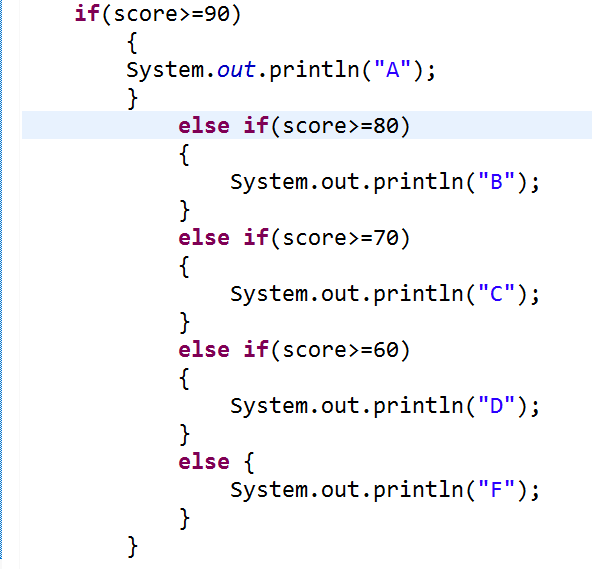 if(score>=90)
{
System.out.println("A");
}
else if(score>=80)
{
System.out.println("B");
}
else if(score>=70)
{
System.out.println("C");
}
else if(score>=60)
{
System.out.println("D");
}
else {
System.out.println("F");
}
}